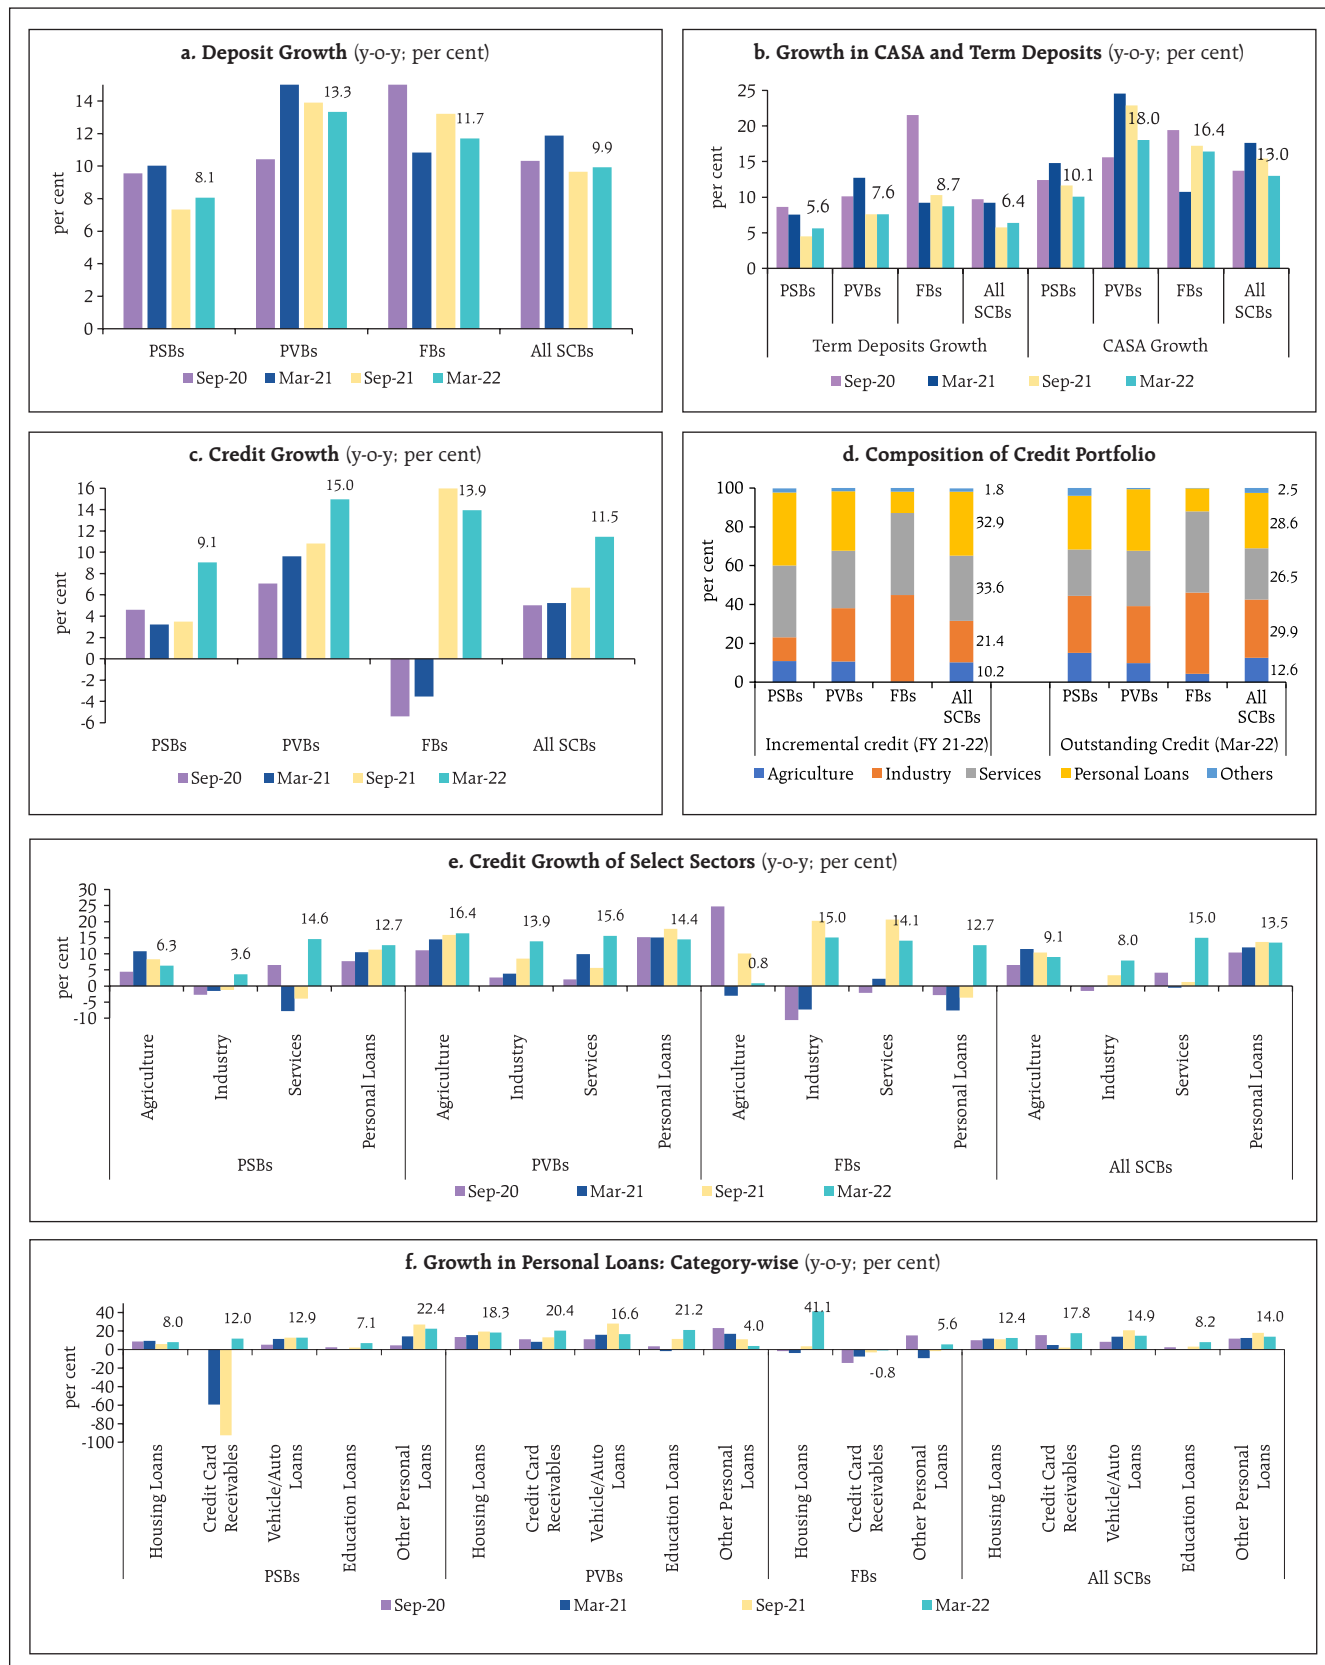 a. Deposit Growth (y-o-y; per cent)
per cent
14
12
10
8
6
4
2
0
8.1
13.3
11.7
9.9
PSBs PVBs FBs All SCBs
Sep-20 Mar-21 Sep-21 Mar-22
b. Growth in CASA and Term Deposits (y-o-y; per cent)
per cent
25
20
15
10
5
0
5.6 7.6 8.7 6.4 10.1 18.0 16.4 13.0
PSBs PVBs FBs All SCBs PSBs PVBs FBs All SCBs
Term Deposits Growth CASA Growth
Sep-20 Mar-21 Sep-21 Mar-22
c. Credit Growth (y-o-y; per cent)
per cent
16
14
12
10
8
6
4
2
0
-2
-4
-6
9.1 15.0 13.9 11.5
PSBs PVBs FBs All SCBs
Sep-20 Mar-21 Sep-21 Mar-22
d. Composition of Credit Portfolio
per cent
100
80
60
40
20
0
1.8
32.9
33.6
21.4
10.2
2.5
28.6
26.5
29.9
12.6
PSBs PVBs FBs All SCBs PSBs PVBs FBs All SCBs
Incremental credit (FY 21-22) Outstanding Credit (Mar-22)
Agriculture Industry Services Personal Loans Others
e. Credit Growth of Select Sectors (y-o-y; per cent)
per cent
30
25
20
15
10
5
0
-5
-10
6.3 3.6 14.6 12.7 16.4 13.9 15.6 14.4 0.8 15.0 14.1 12.7 9.1 8.0 15.0 13.5
Agriculture Industry Services Personal Loans Agriculture Industry Services Personal Loans Agriculture Industry Services Personal Loans Agriculture Industry Services Personal Loans
PSBs PVBs FBs All SCBs
Sep-20 Mar-21 Sep-21 Mar-22
f. Growth in Personal Loans: Category-wise (y-o-y; per cent)
per cent
40
20
0
-20
-40
-60
-80
-100
8.0 12.0 12.9 7.1 22.4 18.3 20.4 16.6 21.2 4.0 41.1 -0.8 5.6 12.4 17.8 14.9 8.2 14.0
Housing Loans
Credit Card
Receivables
Vehicle/Auto
Loans
Education Loans
Other Personal
Loans
Housing Loans
Credit Card
Receivables
Vehicle/Auto
Loans
Education Loans
Other Personal
Loans
Housing Loans
Credit Card
Receivables
Other Personal
Loans
Housing Loans
Credit Card
Receivables
Vehicle/Auto
Loans
Education Loans
Other Personal
Loans
PSBs PVBs FBs All SCBs
Sep-20 Mar-21 Sep-21 Mar-22